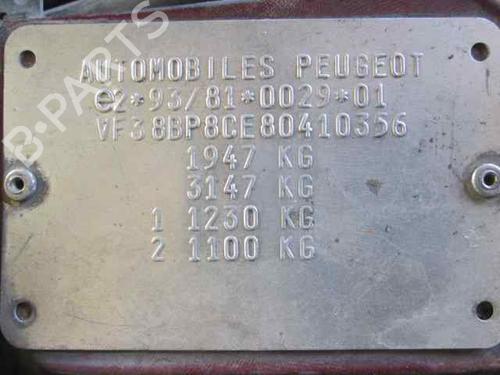 AUTOMOBILES PEUGEOT
e2*93/81*0029*01
VF38BP8CE80410356
1947 KG
3147 KG
1 1230 KG
2 1100 KG
B-PARTS